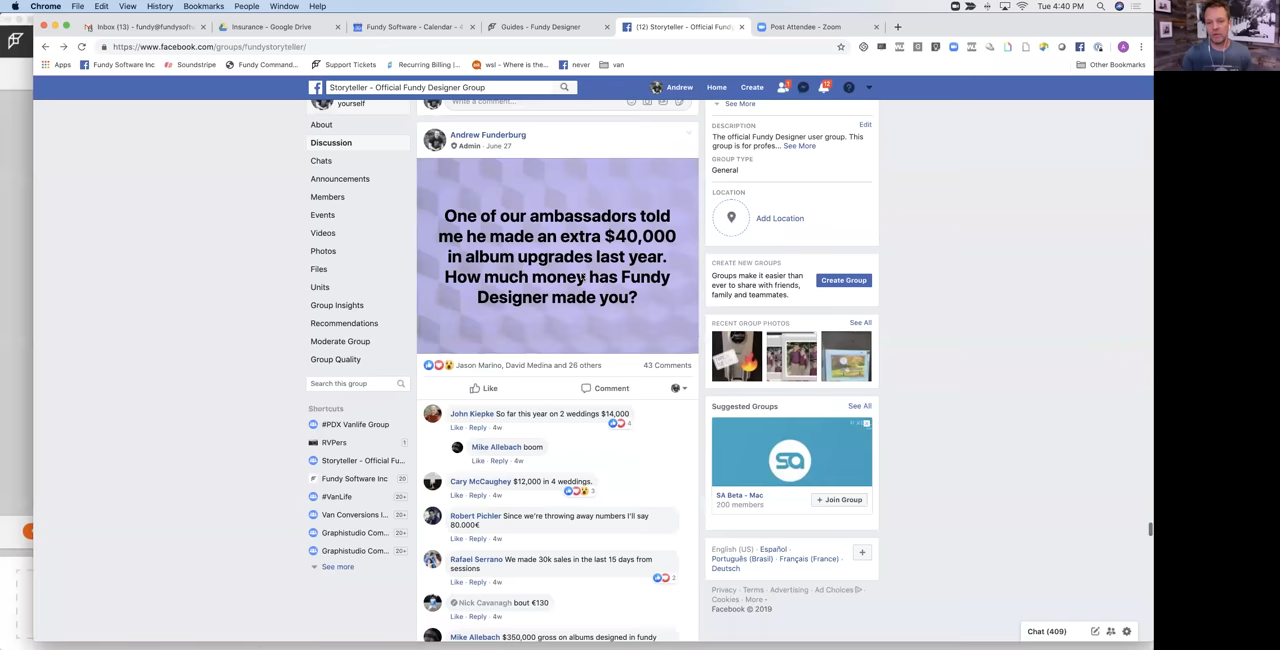 Chrome File Edit View History Bookmarks People Window Help Tue 4:40 PM
Inbox (13) - fundy@fundysoft Insurance - Google Drive Fundy Software - Calendar - Guides - Fundy Designer (12) Storyteller - Official Fundy Post Attendee - Zoom
https://www.facebook.com/groups/fundystoryteller/
Apps Fundy Software Inc Soundstripe Fundy Command... Support Tickets Recurring Billing |... wsl - Where is the... never van Other Bookmarks
Storyteller - Official Fundy Designer Group Andrew Home Create 1 12
yourself
About
Discussion
Chats
Announcements
Members
Events
Videos
Photos
Files
Units
Group Insights
Recommendations
Moderate Group
Group Quality
Search this group
Shortcuts
#PDX Vanlife Group
RVPers 1
Storyteller - Official Fu...
Fundy Software Inc 20
#VanLife 20+
Van Conversions I... 20+
Graphistudio Com... 20+
Graphistudio Com... 20+
See more
Write a comment...
Andrew Funderburg
Admin · June 27
One of our ambassadors told
me he made an extra $40,000
in album upgrades last year.
How much money has Fundy
Designer made you?
Jason Marino, David Medina and 26 others 43 Comments
Like Comment
John Kiepke So far this year on 2 weddings $14,000
4
Like · Reply · 4w
Mike Allebach boom
Like · Reply · 4w
Cary McCaughey $12,000 in 4 weddings.
3
Like · Reply · 4w
Robert Pichler Since we're throwing away numbers I'll say
80.000€
Like · Reply · 4w
Rafael Serrano We made 30k sales in the last 15 days from
sessions
2
Like · Reply · 4w
Nick Cavanagh bout €130
Like · Reply · 4w
Mike Allebach $350,000 gross on albums designed in fundy
See More
DESCRIPTION Edit
The official Fundy Designer user group. This
group is for profes... See More
GROUP TYPE
General
LOCATION
Add Location
CREATE NEW GROUPS
Groups make it easier than
ever to share with friends,
family and teammates.
Create Group
RECENT GROUP PHOTOS See All
Suggested Groups See All
sa
SA Beta - Mac
200 members
+ Join Group
English (US) · Español ·
Português (Brasil) · Français (France) ·
Deutsch
Privacy · Terms · Advertising · Ad Choices
Cookies · More
Facebook © 2019
Chat (409)